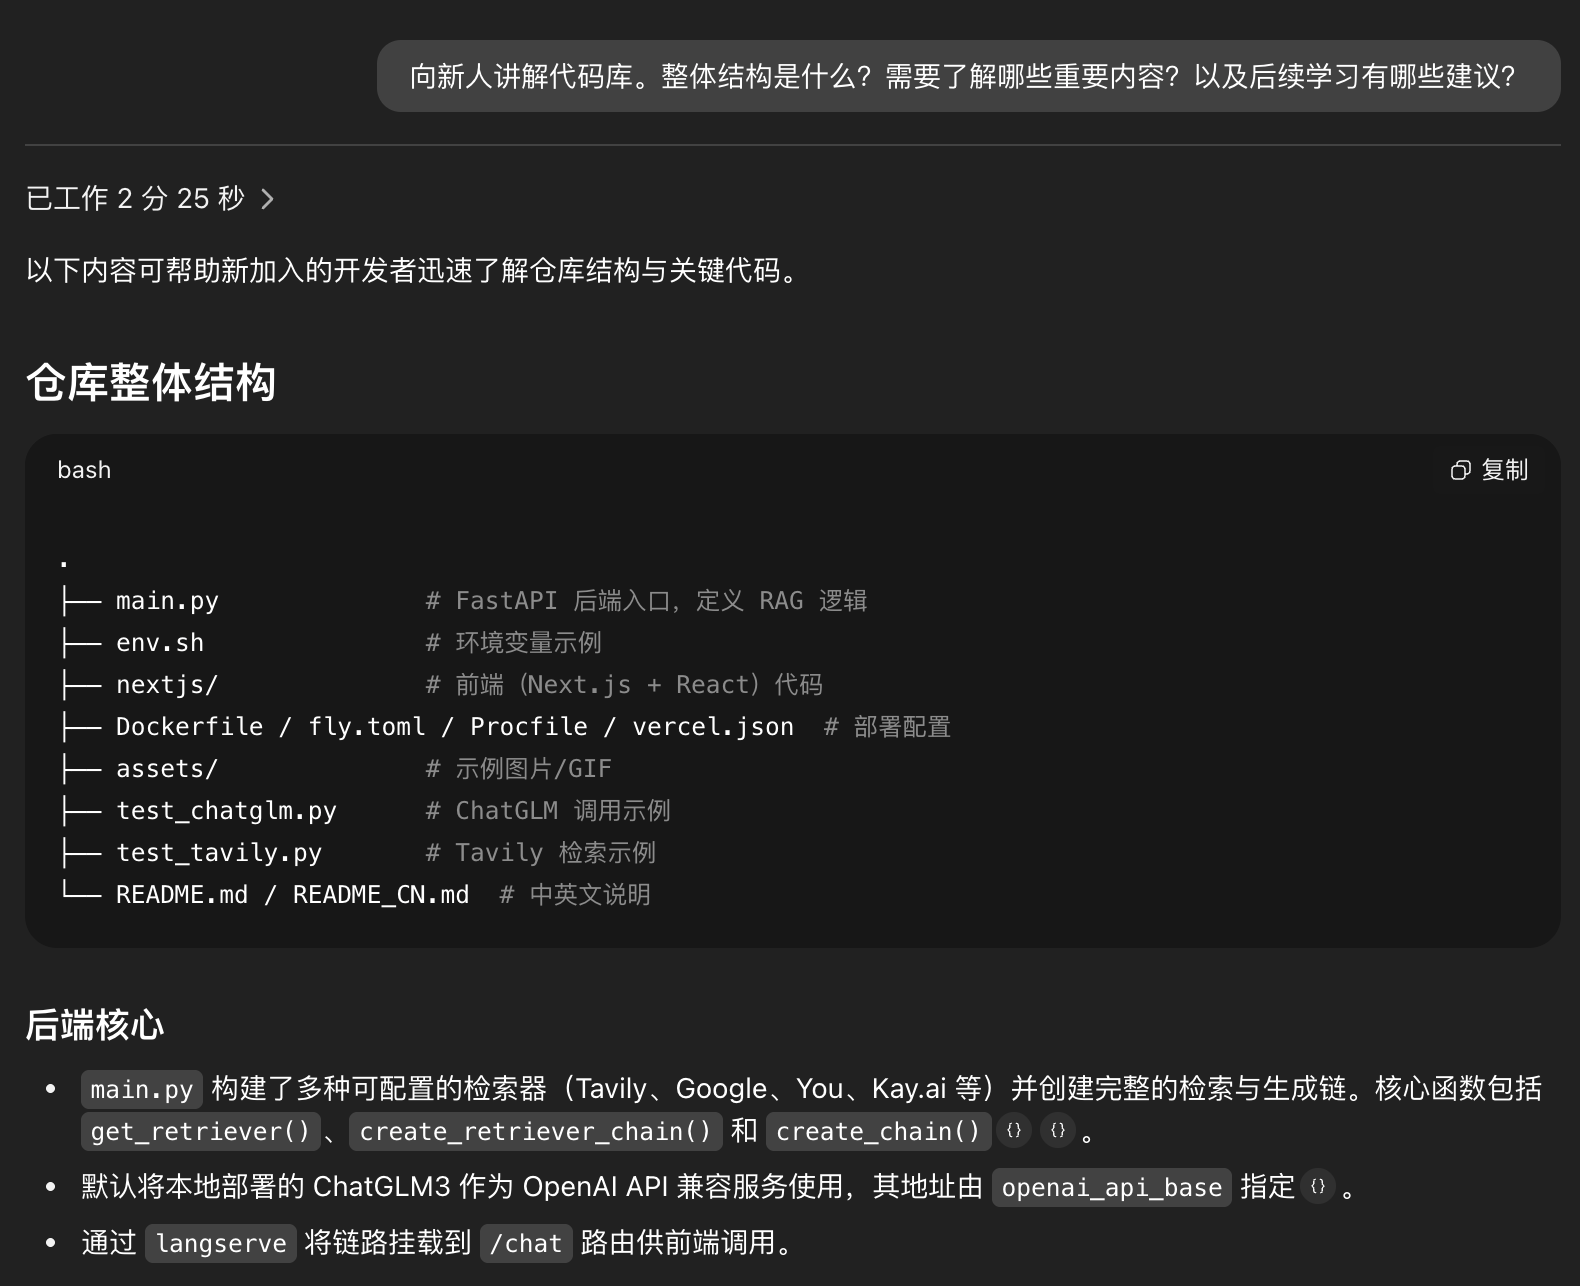 向新人讲解代码库。整体结构是什么？需要了解哪些重要内容？以及后续学习有哪些建议？
已工作 2 分 25 秒
以下内容可帮助新加入的开发者迅速了解仓库结构与关键代码。
仓库整体结构
bash
复制
.
├── main.py # FastAPI 后端入口，定义 RAG 逻辑
├── env.sh # 环境变量示例
├── nextjs/ # 前端（Next.js + React）代码
├── Dockerfile / fly.toml / Procfile / vercel.json # 部署配置
├── assets/ # 示例图片/GIF
├── test_chatglm.py # ChatGLM 调用示例
├── test_tavily.py # Tavily 检索示例
└── README.md / README_CN.md # 中英文说明
后端核心
• main.py 构建了多种可配置的检索器（Tavily、Google、You、Kay.ai 等）并创建完整的检索与生成链。核心函数包括
get_retriever()、create_retriever_chain() 和 create_chain() {} {} 。
• 默认将本地部署的 ChatGLM3 作为 OpenAI API 兼容服务使用，其地址由 openai_api_base 指定 {} 。
• 通过 langserve 将链路挂载到 /chat 路由供前端调用。